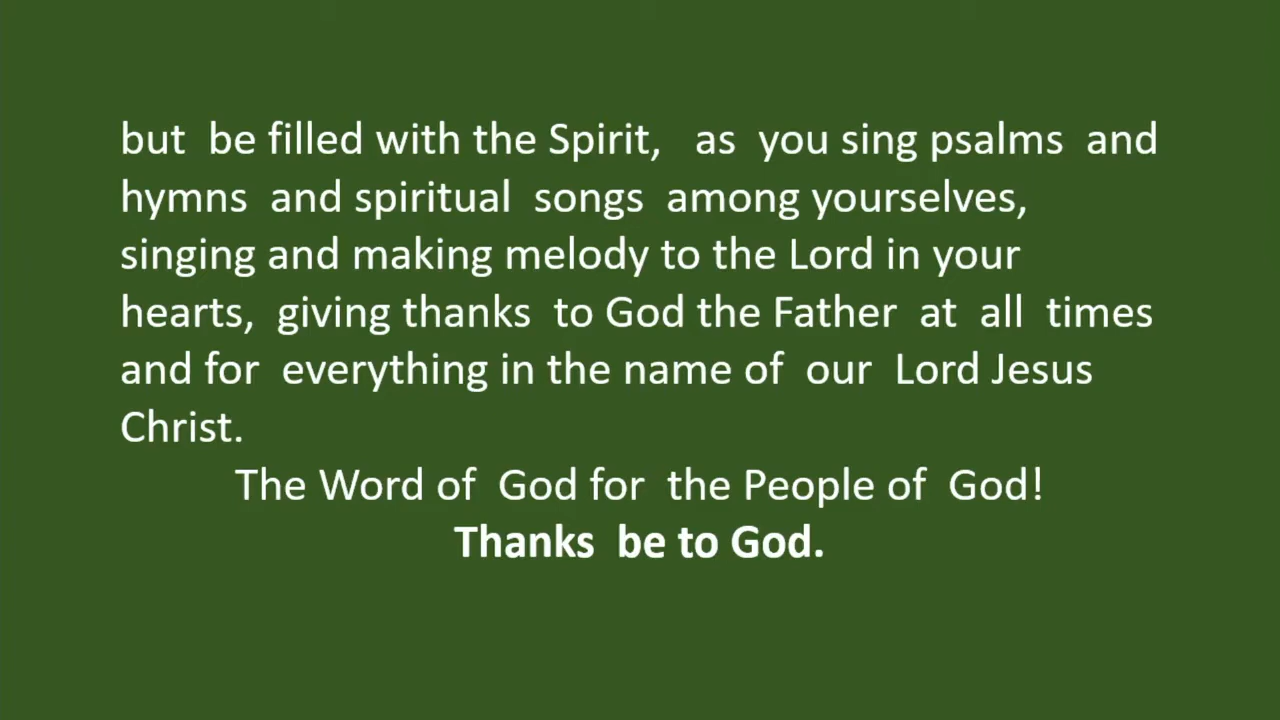 but be filled with the Spirit, as you sing psalms and
hymns and spiritual songs among yourselves,
singing and making melody to the Lord in your
hearts, giving thanks to God the Father at all times
and for everything in the name of our Lord Jesus
Christ.
The Word of God for the People of God!
Thanks be to God.